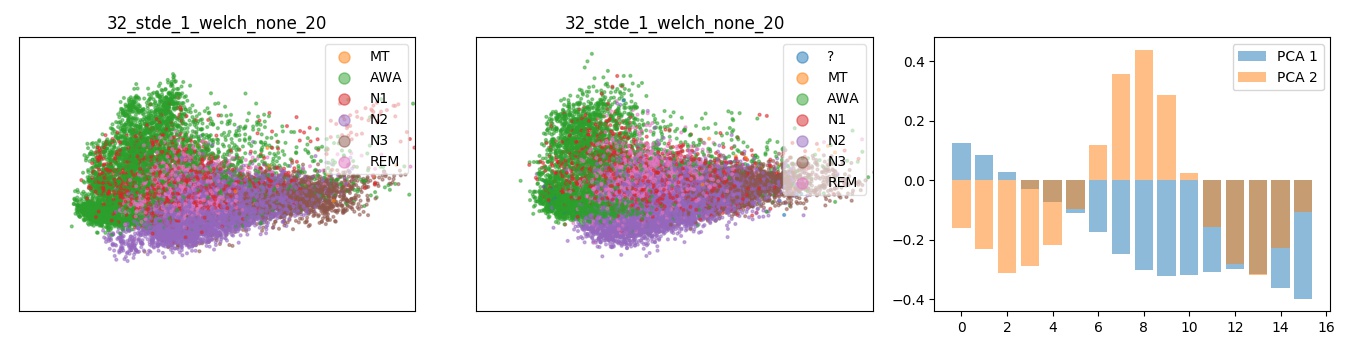 32_stde_1_welch_none_20
MT
AWA
N1
N2
N3
REM
32_stde_1_welch_none_20
?
MT
AWA
N1
N2
N3
REM
PCA 1
PCA 2
0.4
0.2
0.0
−0.2
−0.4
0 2 4 6 8 10 12 14 16